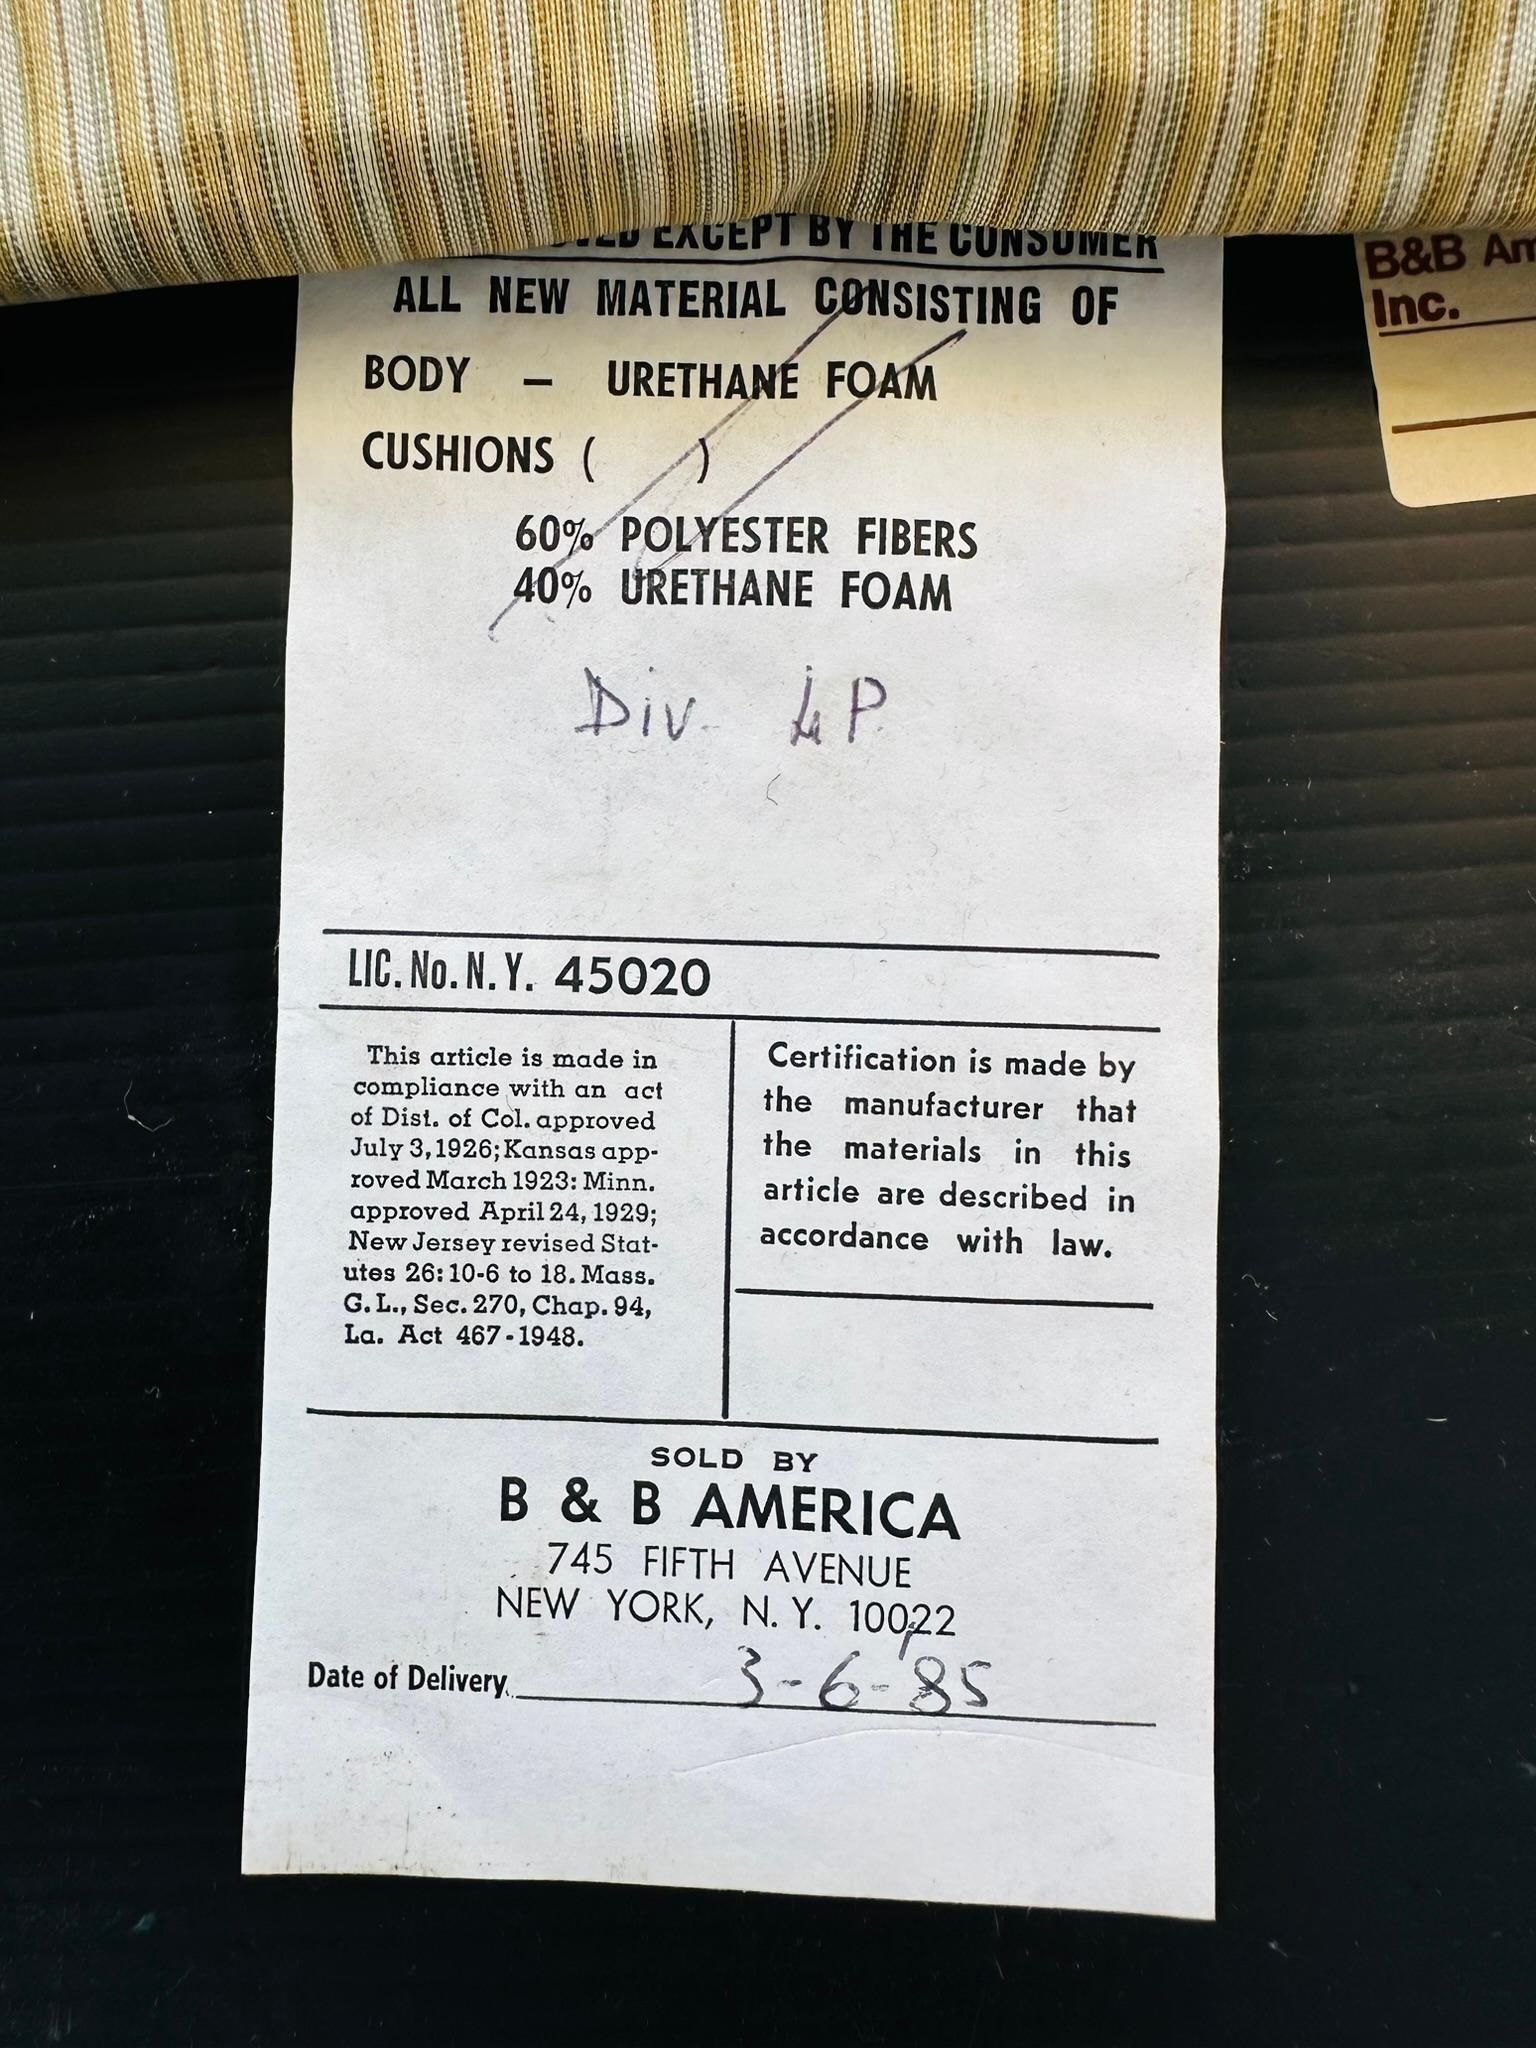 EXCEPT BY THE CONSUMER
ALL NEW MATERIAL CONSISTING OF
BODY – URETHANE FOAM
CUSHIONS ( )
60% POLYESTER FIBERS
40% URETHANE FOAM
Div
LIC. No. N. Y. 45020
This article is made in
compliance with an act
of Dist. of Col. approved
July 3, 1926; Kansas app-
roved March 1923: Minn.
approved April 24, 1929;
New Jersey revised Stat-
utes 26: 10-6 to 18. Mass.
G. L., Sec. 270, Chap. 94,
La. Act 467-1948.
Certification is made by
the manufacturer that
the materials in this
article are described in
accordance with law.
SOLD BY
B & B AMERICA
745 FIFTH AVENUE
NEW YORK, N. Y. 10022
Date of Delivery 3-6-'85
B&B
Inc.